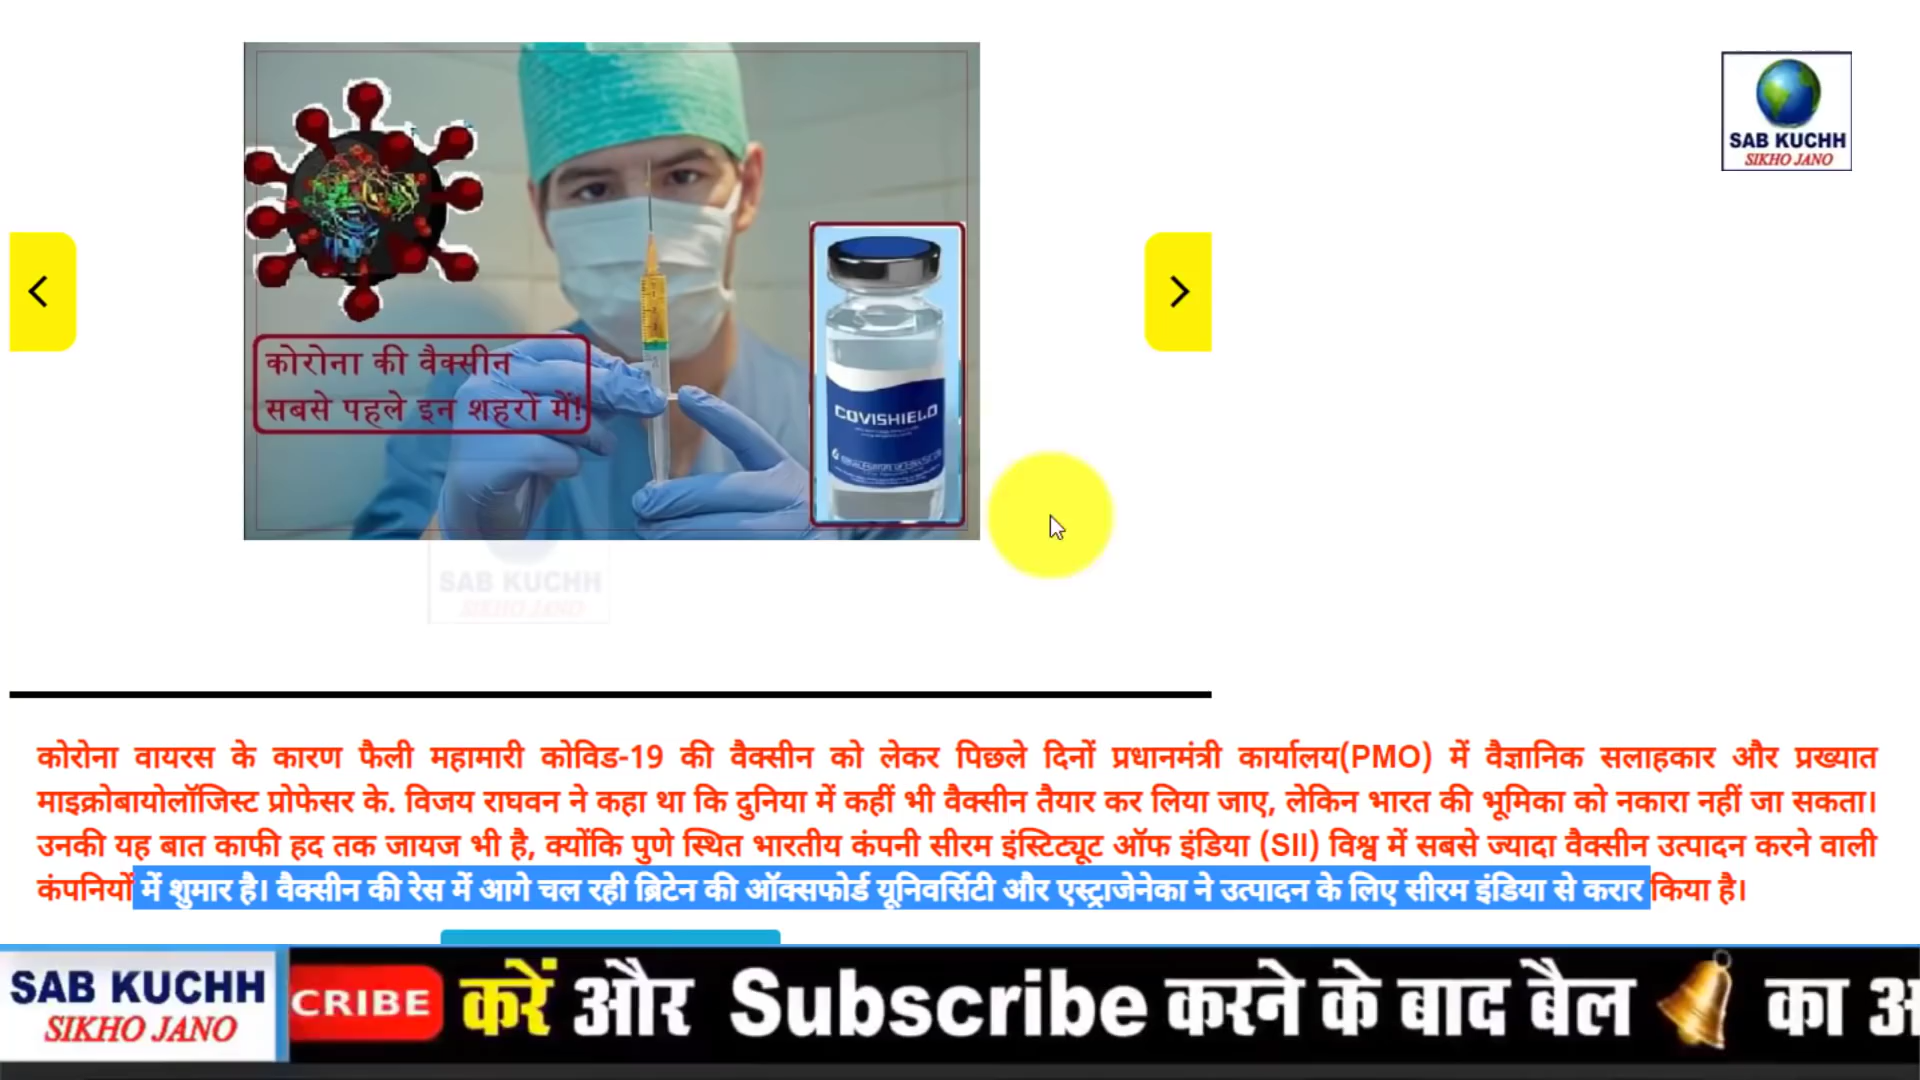 SAB KUCHH
SIKHO JANO
कोरोना की वैक्सीन
सबसे पहले इन शहरों में!
COVISHIELD
SAB KUCHH
SIKHO JANO
कोरोना वायरस के कारण फैली महामारी कोविड-19 की वैक्सीन को लेकर पिछले दिनों प्रधानमंत्री कार्यालय(PMO) में वैज्ञानिक सलाहकार और प्रख्यात
माइक्रोबायोलॉजिस्ट प्रोफेसर के. विजय राघवन ने कहा था कि दुनिया में कहीं भी वैक्सीन तैयार कर लिया जाए, लेकिन भारत की भूमिका को नकारा नहीं जा सकता।
उनकी यह बात काफी हद तक जायज भी है, क्योंकि पुणे स्थित भारतीय कंपनी सीरम इंस्टिट्यूट ऑफ इंडिया (SII) विश्व में सबसे ज्यादा वैक्सीन उत्पादन करने वाली
कंपनियों में शुमार है। वैक्सीन की रेस में आगे चल रही ब्रिटेन की ऑक्सफोर्ड यूनिवर्सिटी और एस्ट्राजेनेका ने उत्पादन के लिए सीरम इंडिया से करार किया है।
SAB KUCHH
SIKHO JANO
CRIBE करें और Subscribe करने के बाद बैल का अ